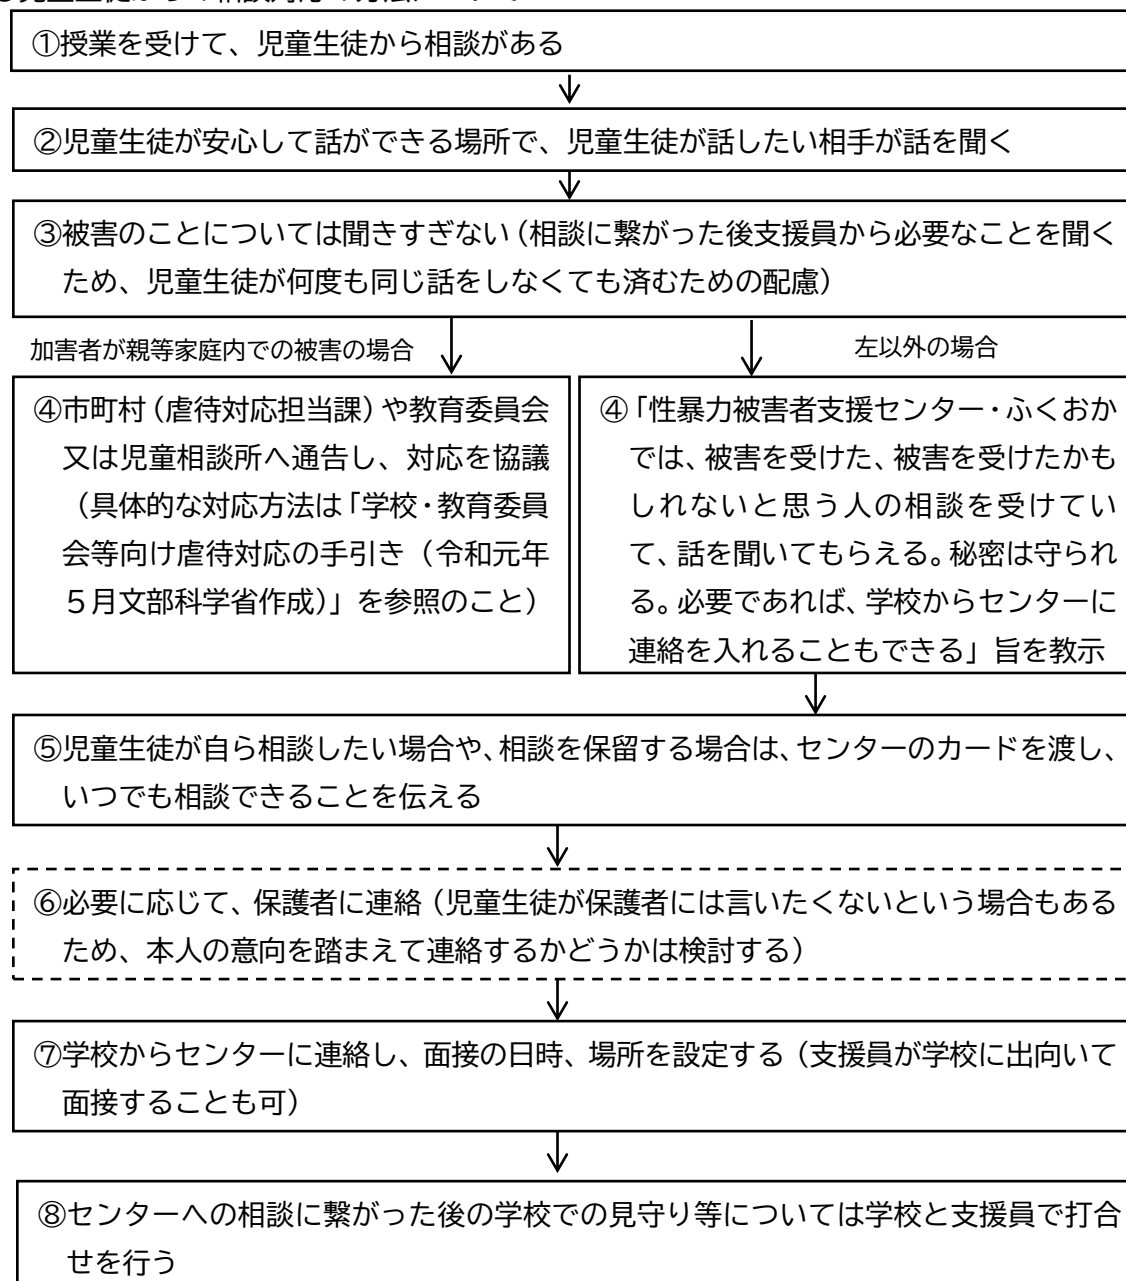 ①授業を受けて、児童生徒から相談がある
②児童生徒が安心して話ができる場所で、児童生徒が話したい相手が話を聞く
③被害のことについては聞きすぎない(相談に繋がった後支援員から必要なことを聞く
ため、児童生徒が何度も同じ話をしなくても済むための配慮)
加害者が親等家庭内での被害の場合
左以外の場合
④市町村(虐待対応担当課)や教育委員会
又は児童相談所へ通告し、対応を協議
(具体的な対応方法は「学校・教育委員
会等向け虐待対応の手引き(令和元年
５月文部科学省作成)」を参照のこと)
④「性暴力被害者支援センター・ふくおか
では、被害を受けた、被害を受けたかも
しれないと思う人の相談を受けてい
て、話を聞いてもらえる。秘密は守られ
る。必要であれば、学校からセンターに
連絡を入れることもできる」旨を教示
⑤児童生徒が自ら相談したい場合や、相談を保留する場合は、センターのカードを渡し、
いつでも相談できることを伝える
⑥必要に応じて、保護者に連絡(児童生徒が保護者には言いたくないという場合もある
ため、本人の意向を踏まえて連絡するかどうかは検討する)
⑦学校からセンターに連絡し、面接の日時、場所を設定する(支援員が学校に出向いて
面接することも可)
⑧センターへの相談に繋がった後の学校での見守り等については学校と支援員で打合
せを行う